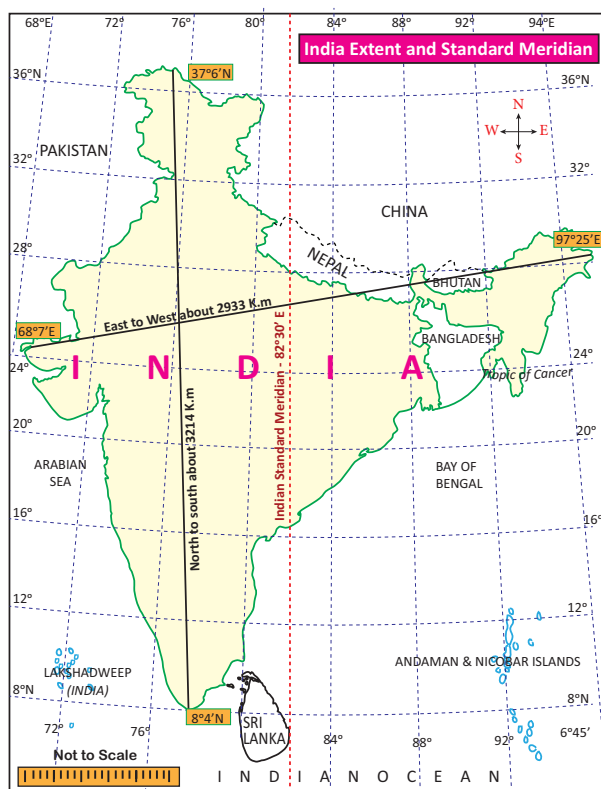 68°E 72° 76° 80° 84° 88° 92° 94°E
India Extent and Standard Meridian
36°N 37°6'N 36°N
N
W E
S
PAKISTAN
32° 32°
CHINA
28° 28°
NEPAL
97°25'E
BHUTAN
East to West about 2933 K.m
68°7'E
BANGLADESH
I N D I A
24° 24°
Tropic of Cancer
North to south about 3214 K.m
Indian Standard Meridian - 82°30' E
20° 20°
ARABIAN
SEA
BAY OF
BENGAL
16° 16°
12° 12°
LAKSHADWEEP
(INDIA)
ANDAMAN & NICOBAR ISLANDS
8°N 8°4'N 8°N
SRI
LANKA
72° 76° 84° 88° 92° 6°45'
Not to Scale
I N D I A N O C E A N